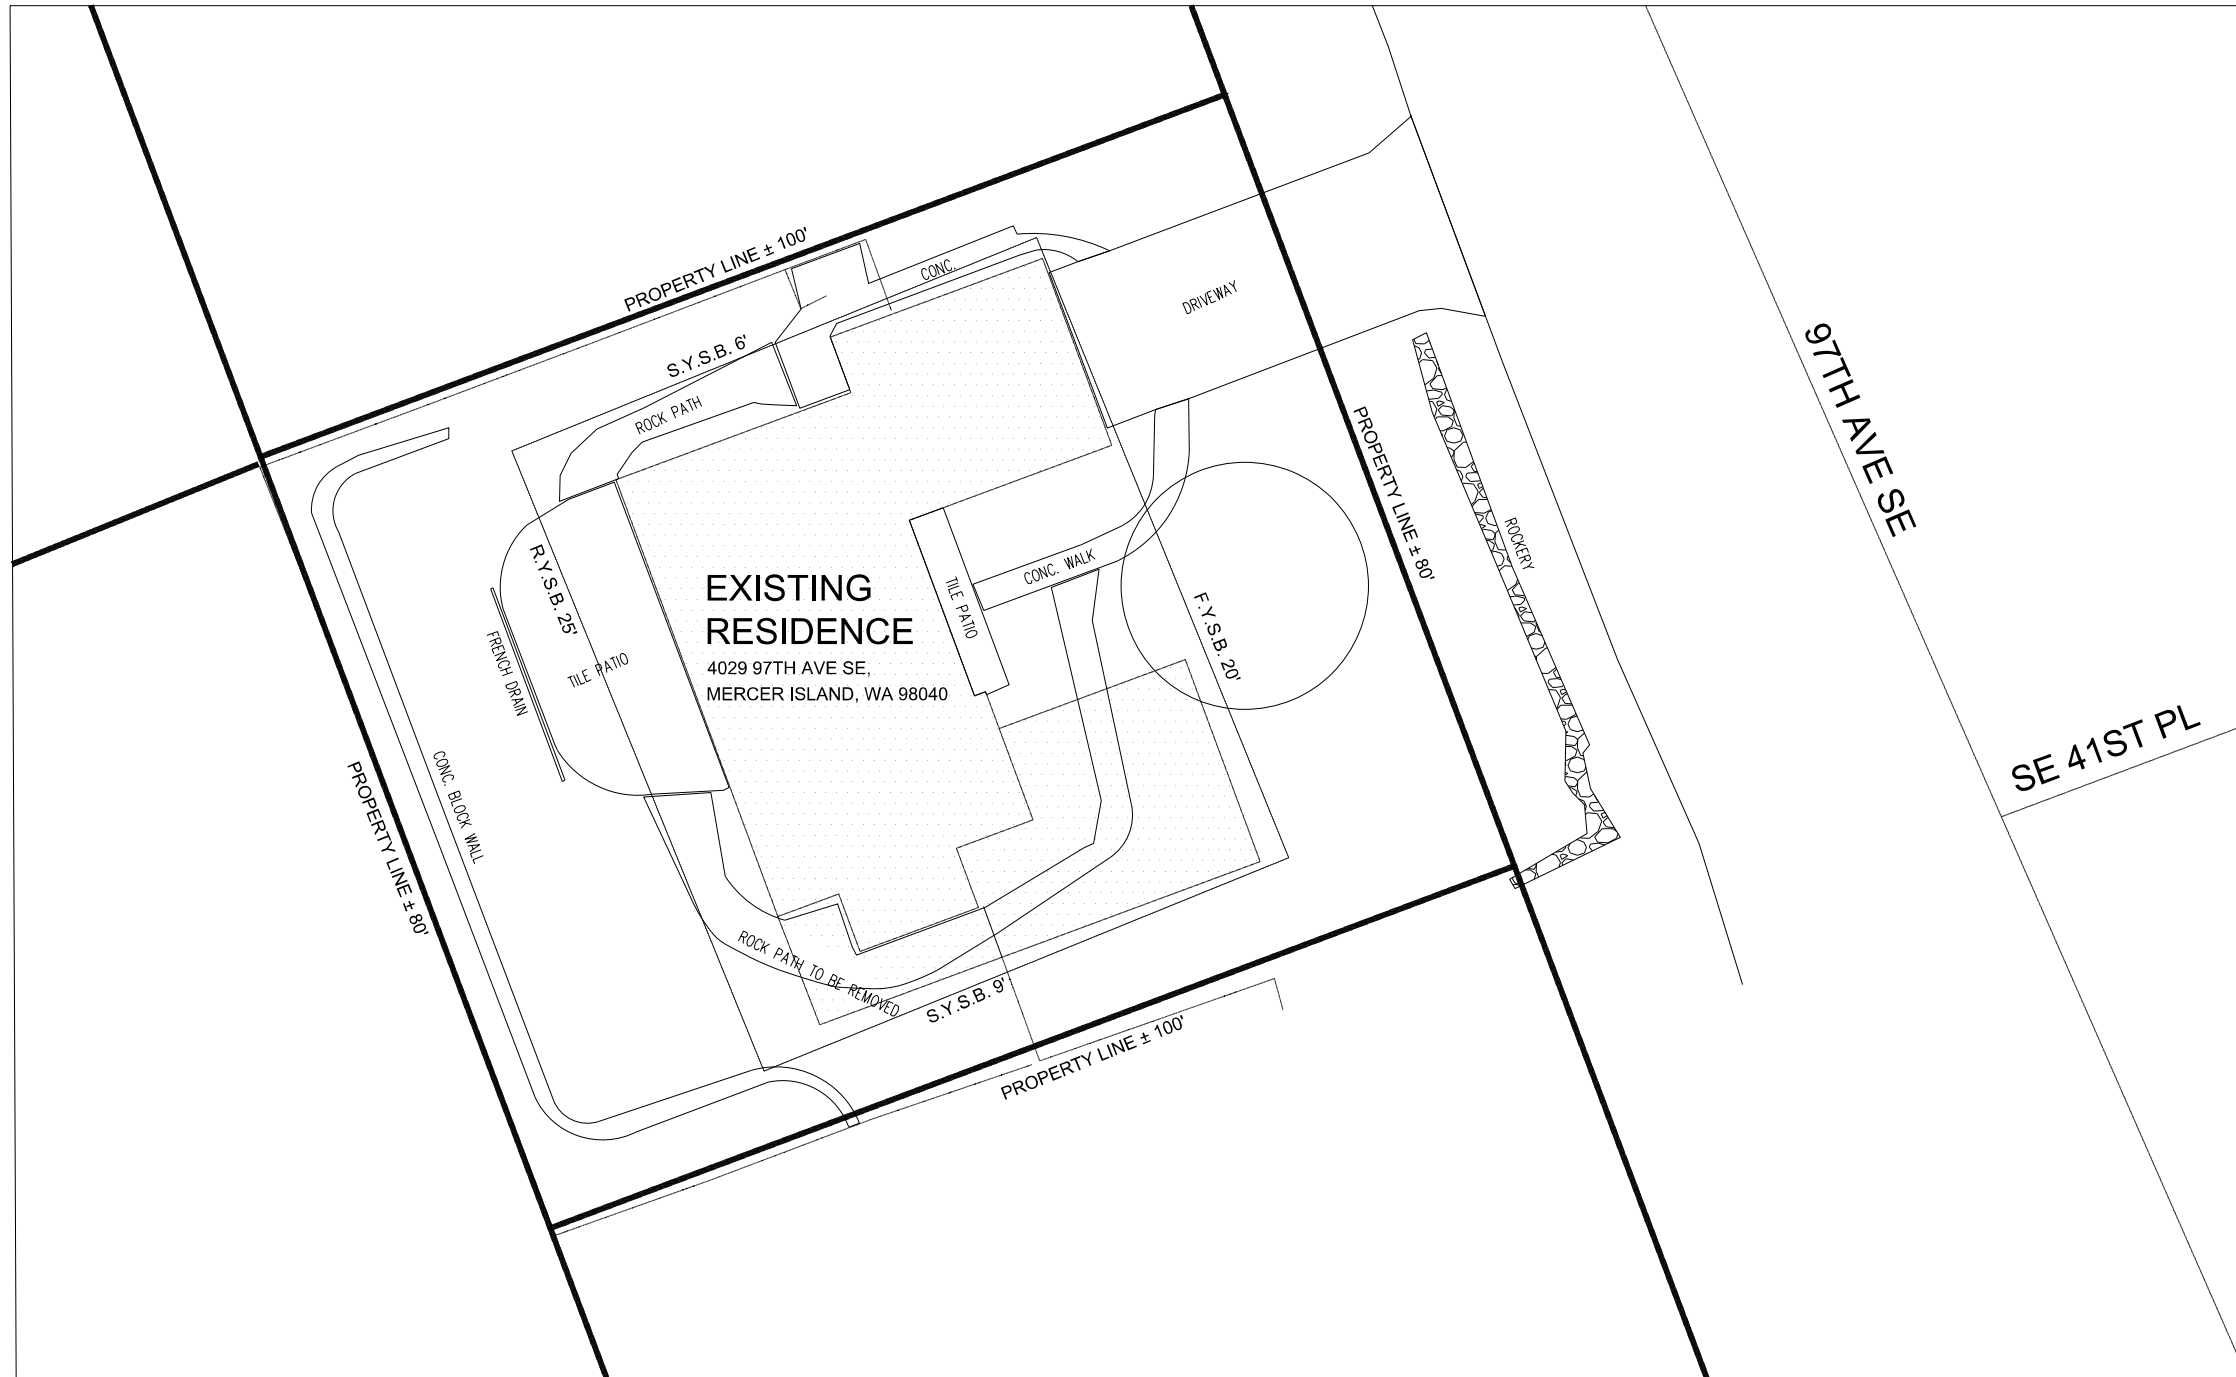 PROPERTY LINE ± 100'
CONC.
DRIVEWAY
S.Y.S.B. 6'
ROCK PATH
97TH AVE SE
PROPERTY LINE ± 80'
ROCKERY
R.Y.S.B. 25'
EXISTING
RESIDENCE
4029 97TH AVE SE,
MERCER ISLAND, WA 98040
TILE PATIO
CONC. WALK
F.Y.S.B. 20'
FRENCH DRAIN
TILE PATIO
SE 41ST PL
CONC. BLOCK WALL
PROPERTY LINE ± 80'
ROCK PATH TO BE REMOVED
S.Y.S.B. 9'
PROPERTY LINE ± 100'